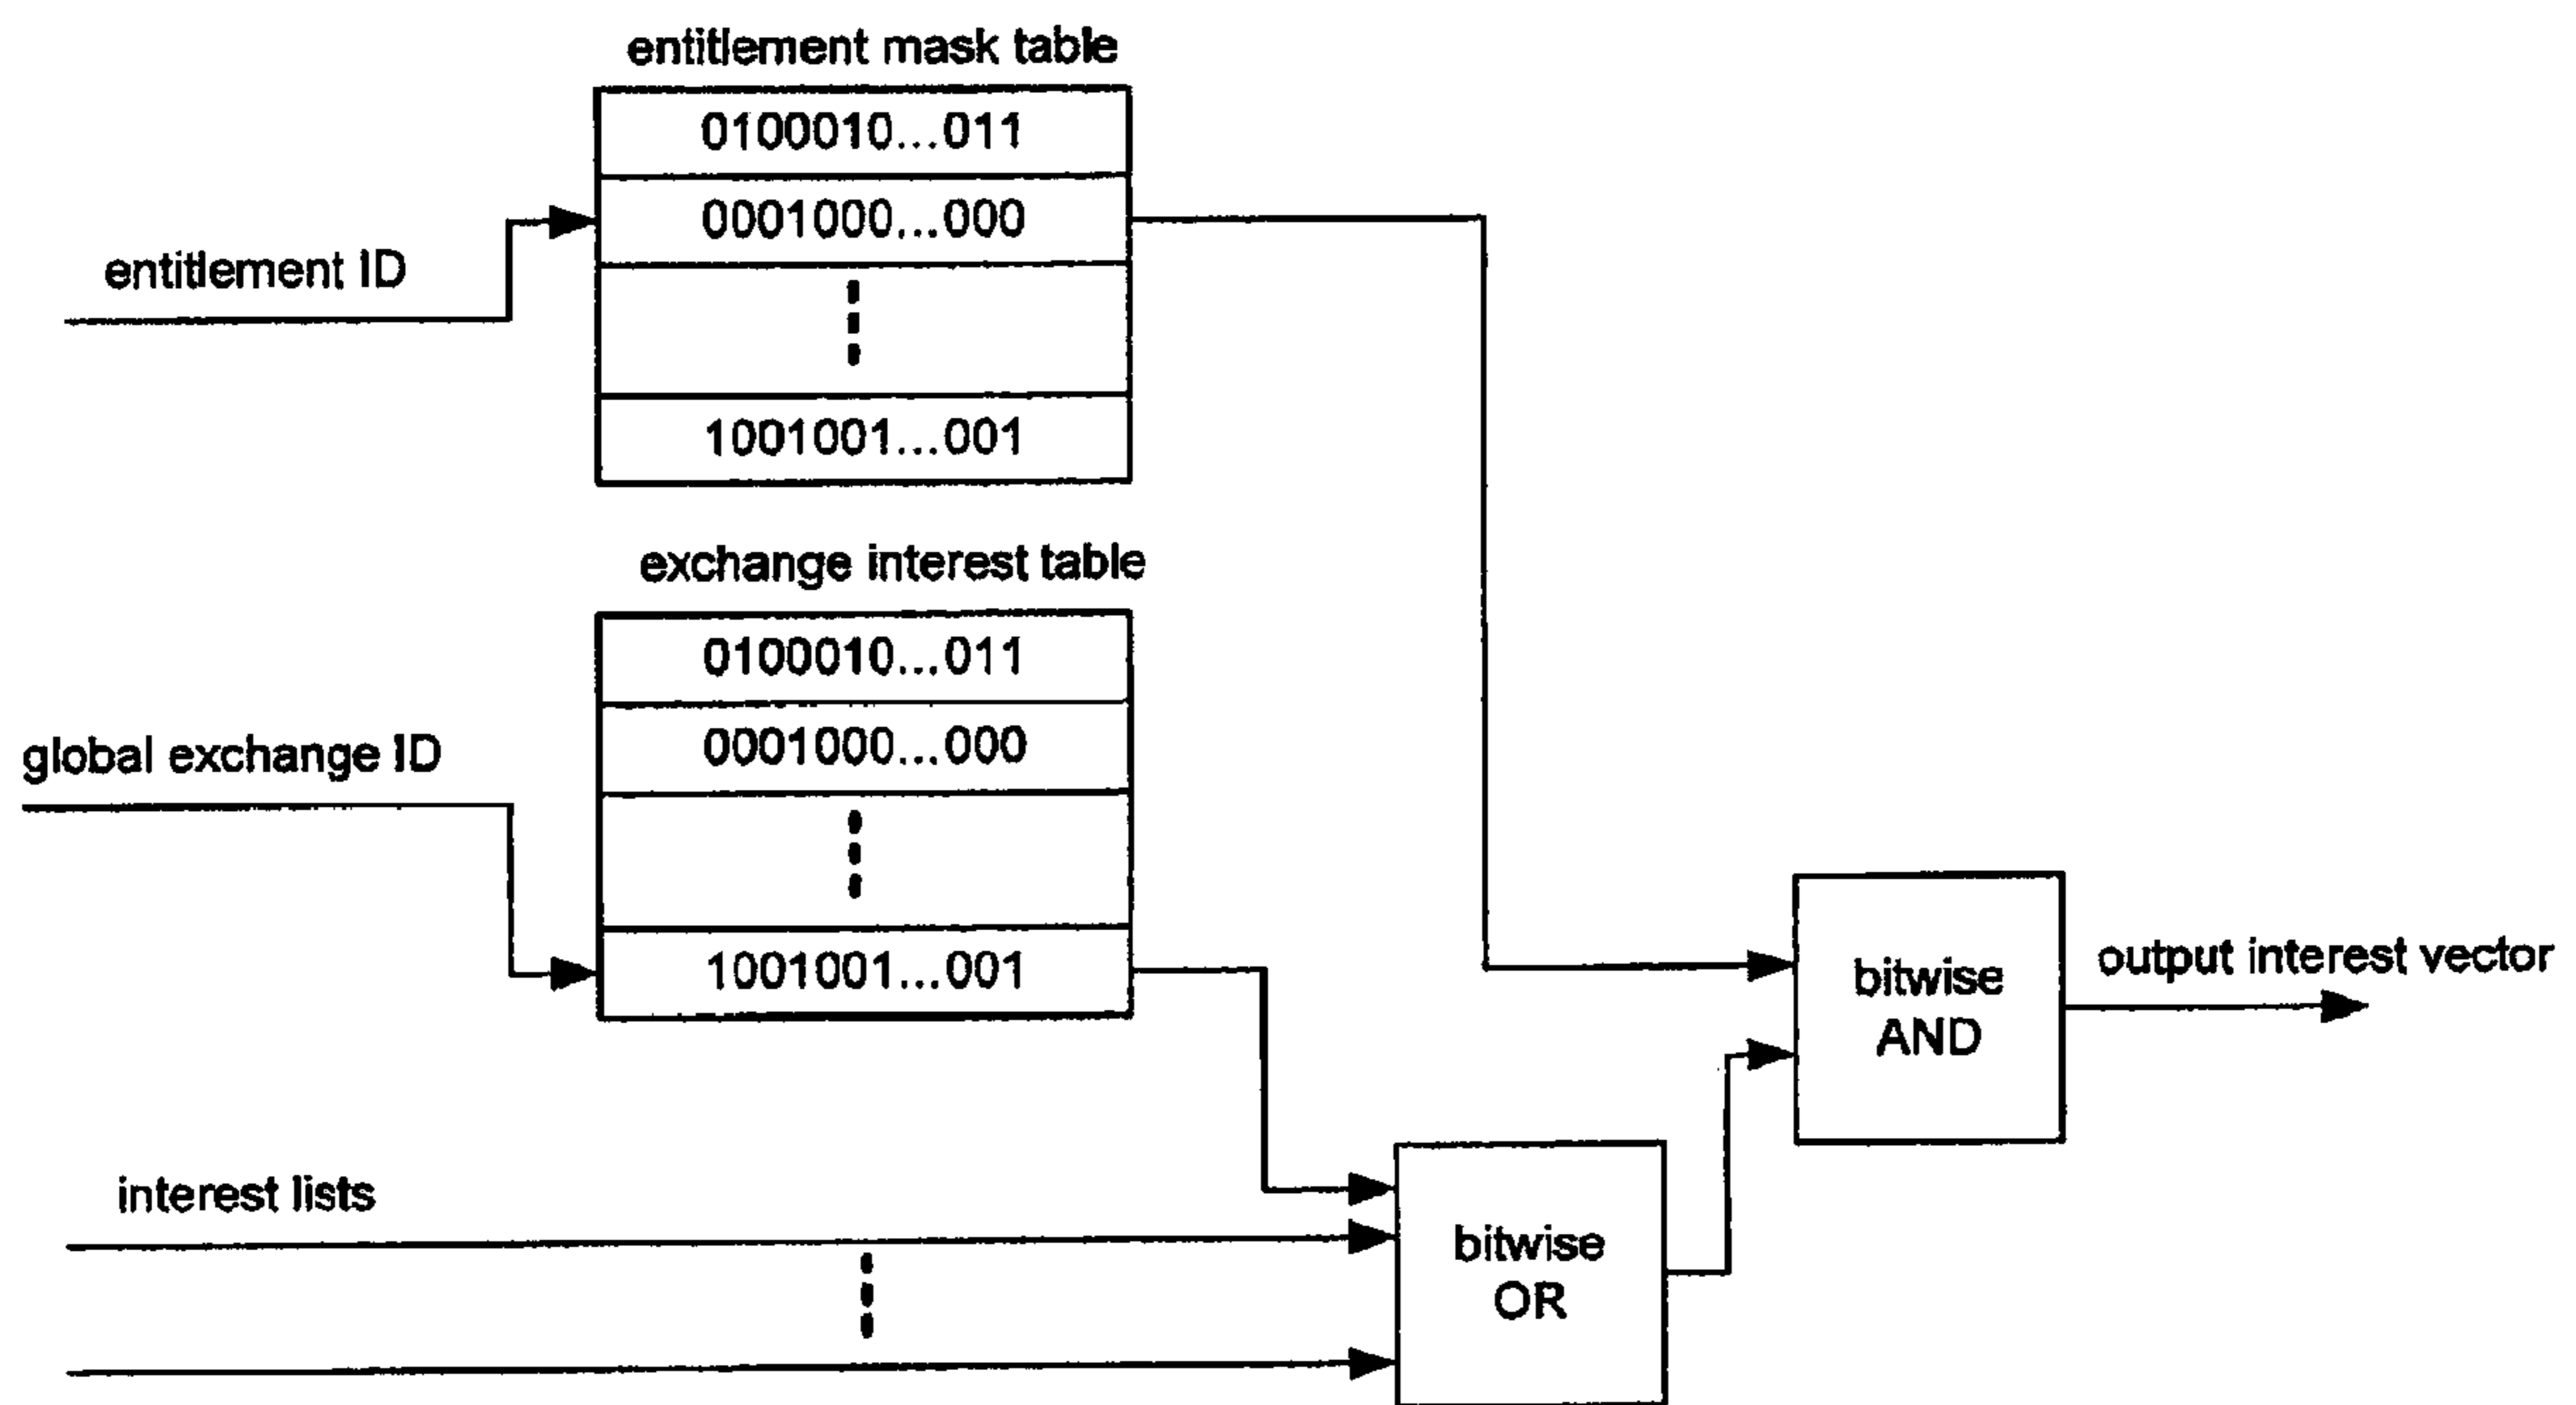 entitlement mask table
0100010...011
0001000...000
entitlement ID
1001001...001
exchange interest table
0100010...011
0001000...000
global exchange ID
1001001...001
output interest vector
bitwise
AND
interest lists
bitwise
OR